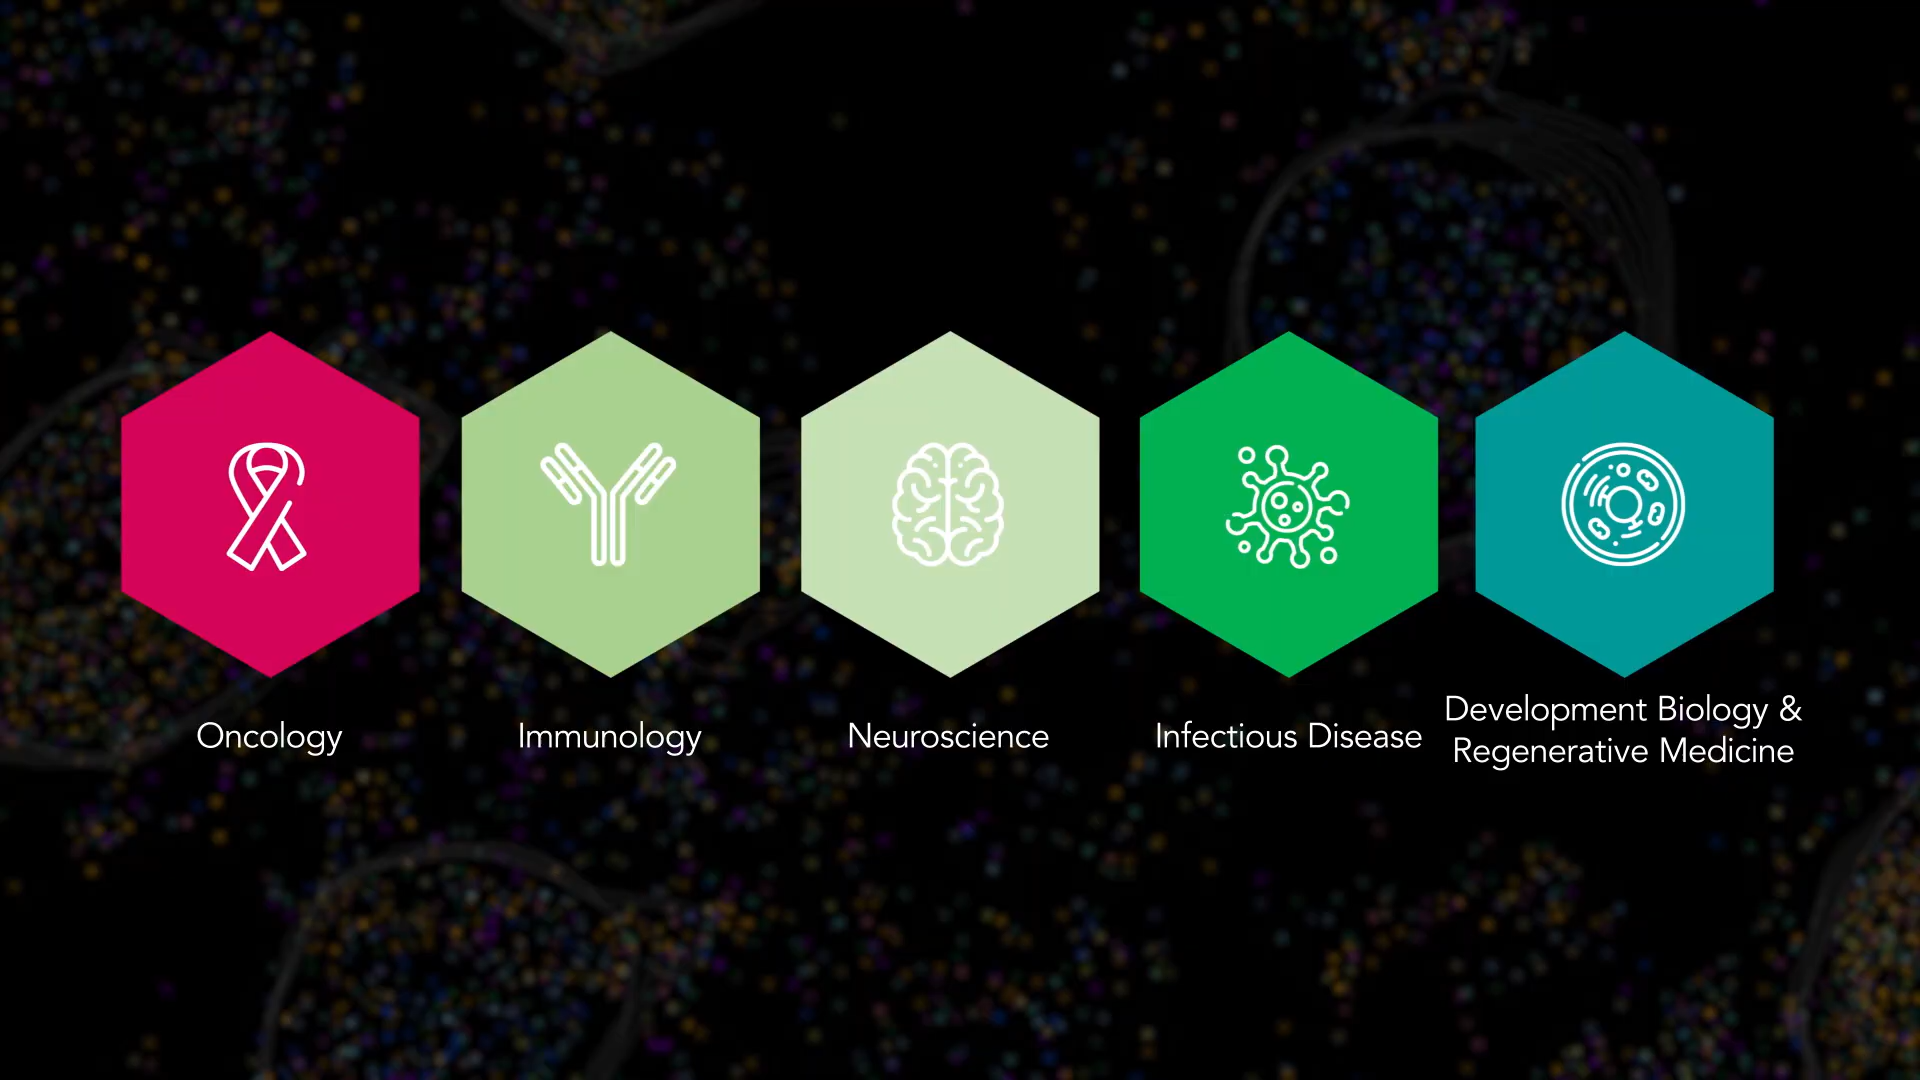 Oncology
Immunology
Neuroscience
Infectious Disease
Development Biology &
Regenerative Medicine